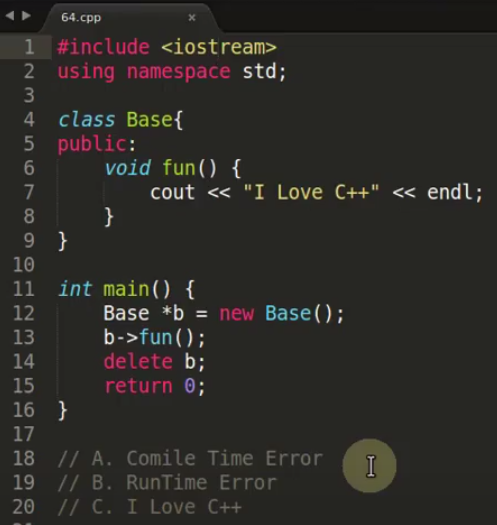 64.cpp
1 #include <iostream>
2 using namespace std;
3
4 class Base{
5 public:
6     void fun() {
7         cout << "I Love C++" << endl;
8     }
9 }
10
11 int main() {
12     Base *b = new Base();
13     b->fun();
14     delete b;
15     return 0;
16 }
17
18 // A. Comile Time Error
19 // B. RunTime Error
20 // C. I Love C++